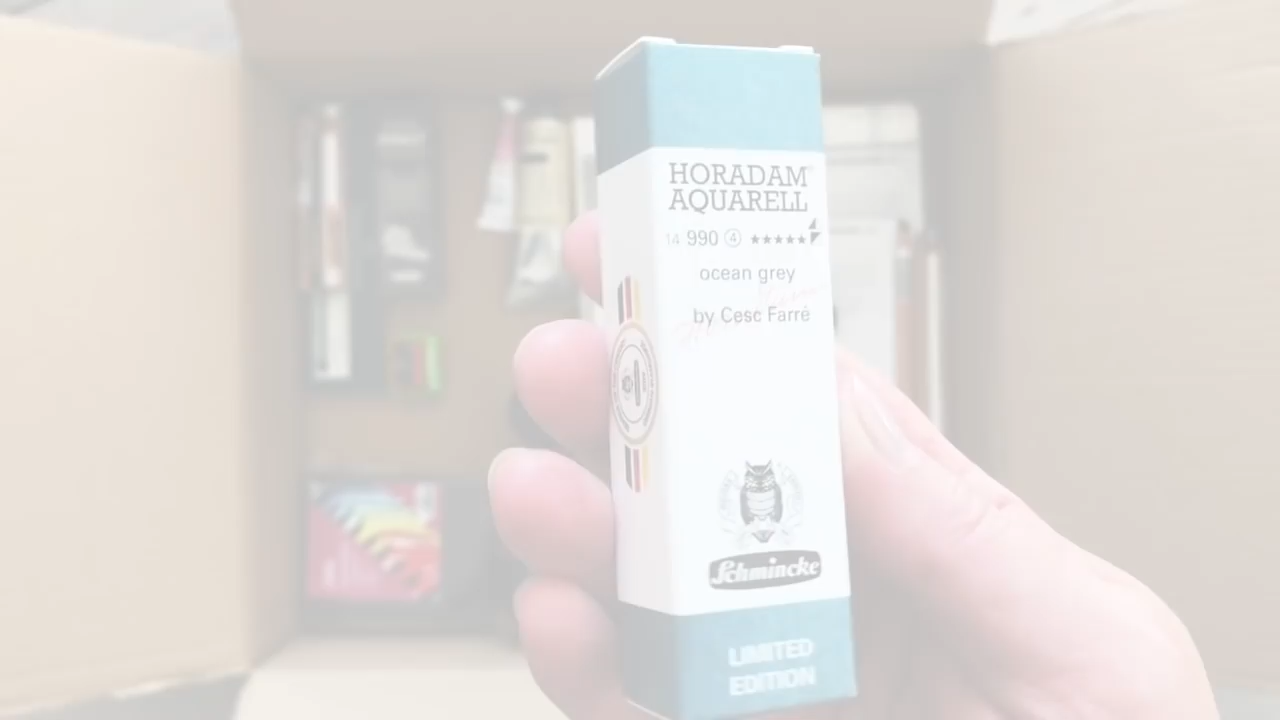 HORADAM
AQUARELL
14 990 4 ★★★★★
ocean grey
by Cesc Farré
Schmincke
LIMITED
EDITION